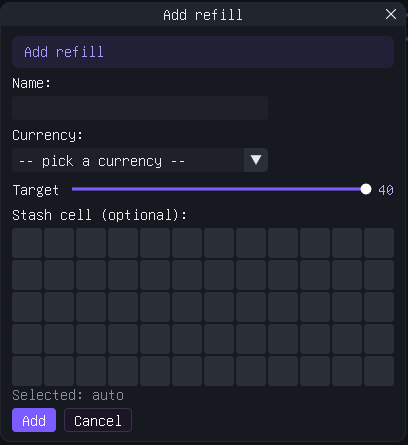 Add refill
Add refill
Name:
Currency:
-- pick a currency --
Target 40
Stash cell (optional):
Selected: auto
Add Cancel